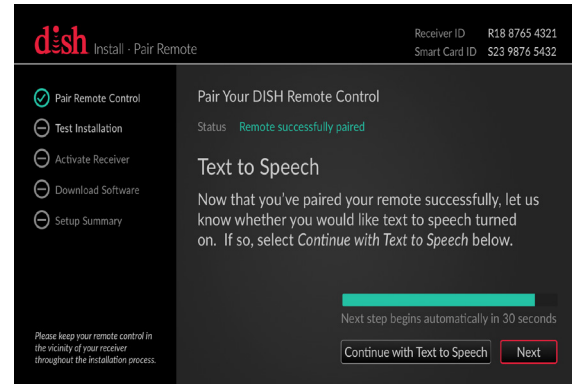 dish Install - Pair Remote
Receiver ID R18 8765 4321
Smart Card ID S23 9876 5432
Pair Remote Control
Test Installation
Activate Receiver
Download Software
Setup Summary
Please keep your remote control in
the vicinity of your receiver
throughout the installation process.
Pair Your DISH Remote Control
Status Remote successfully paired
Text to Speech
Now that you've paired your remote successfully, let us
know whether you would like text to speech turned
on. If so, select Continue with Text to Speech below.
Next step begins automatically in 30 seconds
Continue with Text to Speech Next